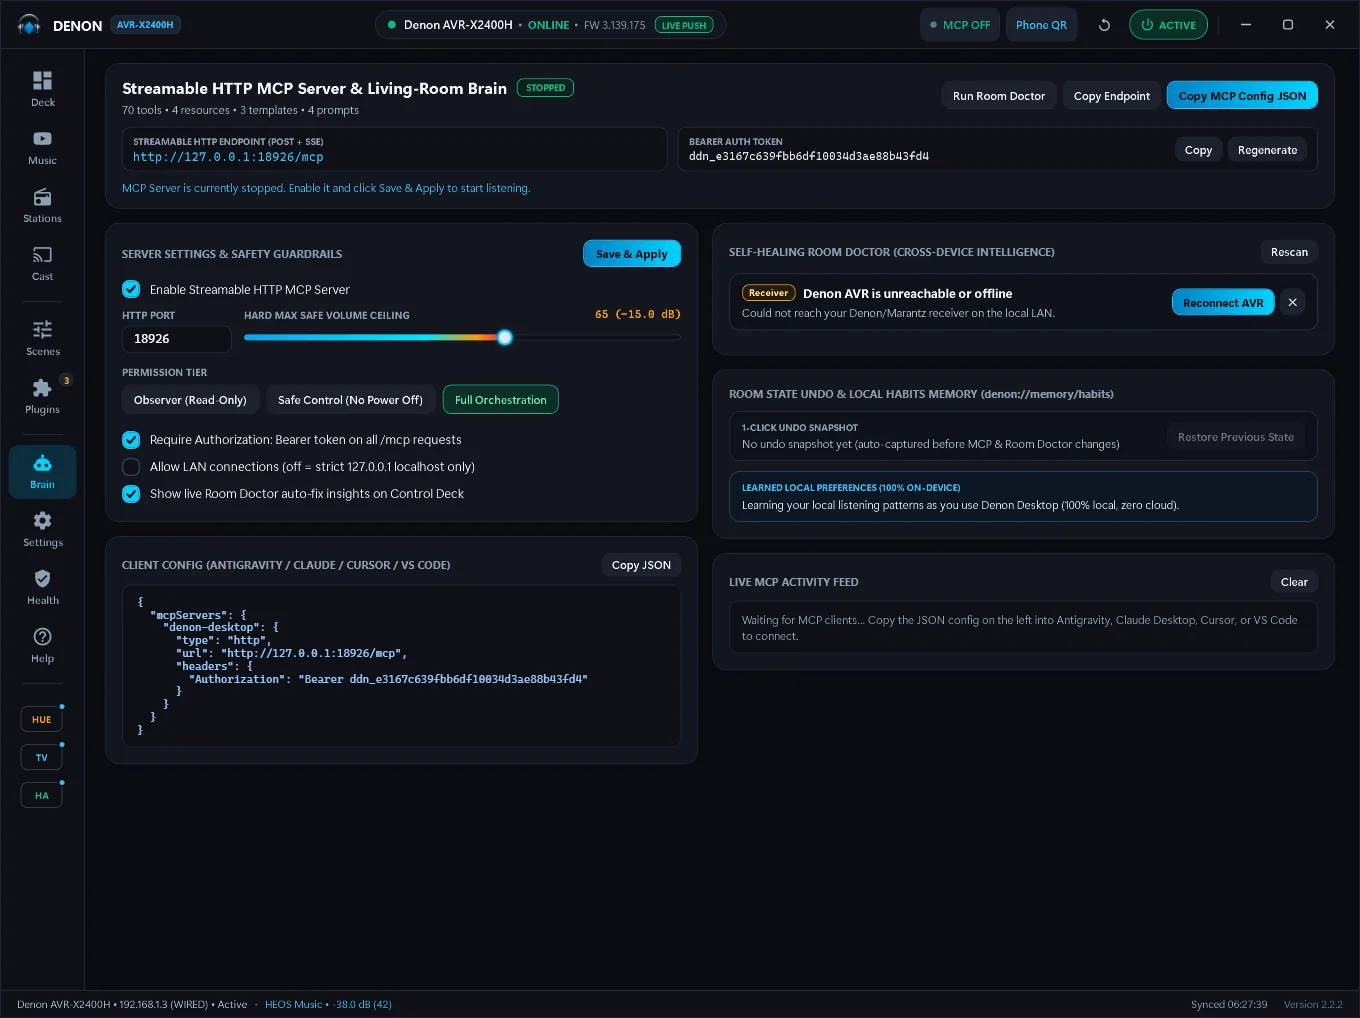 DENON AVR-X2400H
Denon AVR-X2400H • ONLINE • FW 3.139.175 LIVE PUSH
MCP OFF
Phone QR
ACTIVE
Deck
Music
Stations
Cast
Scenes
3
Plugins
Brain
Settings
Health
Help
HUE
TV
HA
Streamable HTTP MCP Server & Living-Room Brain STOPPED
70 tools • 4 resources • 3 templates • 4 prompts
Run Room Doctor
Copy Endpoint
Copy MCP Config JSON
STREAMABLE HTTP ENDPOINT (POST + SSE)
http://127.0.0.1:18926/mcp
BEARER AUTH TOKEN
ddn_e3167c639fbb6df10034d3ae88b43fd4
Copy
Regenerate
MCP Server is currently stopped. Enable it and click Save & Apply to start listening.
SERVER SETTINGS & SAFETY GUARDRAILS
Save & Apply
Enable Streamable HTTP MCP Server
HTTP PORT
18926
HARD MAX SAFE VOLUME CEILING
65 (-15.0 dB)
PERMISSION TIER
Observer (Read-Only)
Safe Control (No Power Off)
Full Orchestration
Require Authorization: Bearer token on all /mcp requests
Allow LAN connections (off = strict 127.0.0.1 localhost only)
Show live Room Doctor auto-fix insights on Control Deck
CLIENT CONFIG (ANTIGRAVITY / CLAUDE / CURSOR / VS CODE)
Copy JSON
{
"mcpServers": {
"denon-desktop": {
"type": "http",
"url": "http://127.0.0.1:18926/mcp",
"headers": {
"Authorization": "Bearer ddn_e3167c639fbb6df10034d3ae88b43fd4"
}
}
}
}
SELF-HEALING ROOM DOCTOR (CROSS-DEVICE INTELLIGENCE)
Rescan
Receiver Denon AVR is unreachable or offline
Could not reach your Denon/Marantz receiver on the local LAN.
Reconnect AVR
ROOM STATE UNDO & LOCAL HABITS MEMORY (denon://memory/habits)
1-CLICK UNDO SNAPSHOT
No undo snapshot yet (auto-captured before MCP & Room Doctor changes)
Restore Previous State
LEARNED LOCAL PREFERENCES (100% ON-DEVICE)
Learning your local listening patterns as you use Denon Desktop (100% local, zero cloud).
LIVE MCP ACTIVITY FEED
Clear
Waiting for MCP clients... Copy the JSON config on the left into Antigravity, Claude Desktop, Cursor, or VS Code
to connect.
Denon AVR-X2400H • 192.168.1.3 (WIRED) • Active · HEOS Music • -38.0 dB (42)
Synced 06:27:39
Version 2.2.2